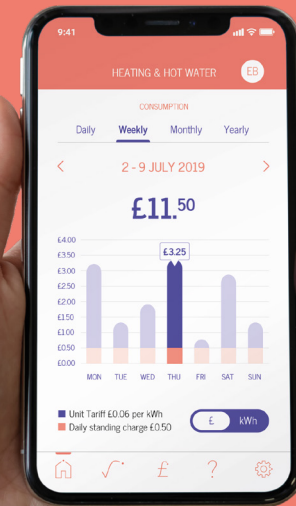 9:41
HEATING & HOT WATER EB
CONSUMPTION
Daily Weekly Monthly Yearly
2 - 9 JULY 2019
£11.50
£4.00
£3.50
£3.25
£3.00
£2.50
£2.00
£1.50
£1.00
£0.50
£0.00
MON TUE WED THU FRI SAT SUN
Unit Tariff £0.06 per kWh
Daily standing charge £0.50
£ kWh
£ ?